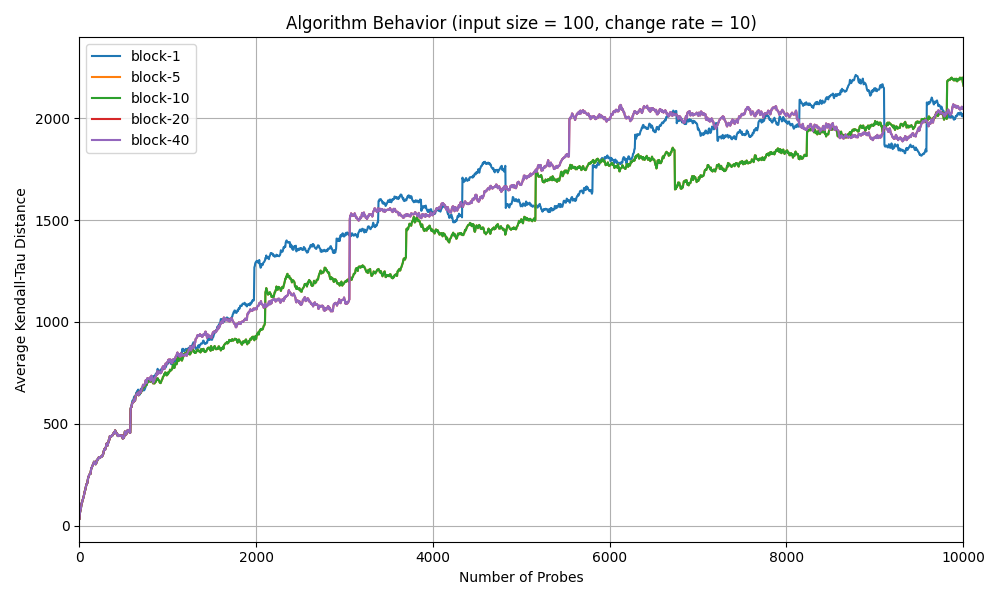 Algorithm Behavior (input size = 100, change rate = 10)
block-1
block-5
block-10
block-20
block-40
Average Kendall-Tau Distance
2000
1500
1000
500
0
0 2000 4000 6000 8000 10000
Number of Probes